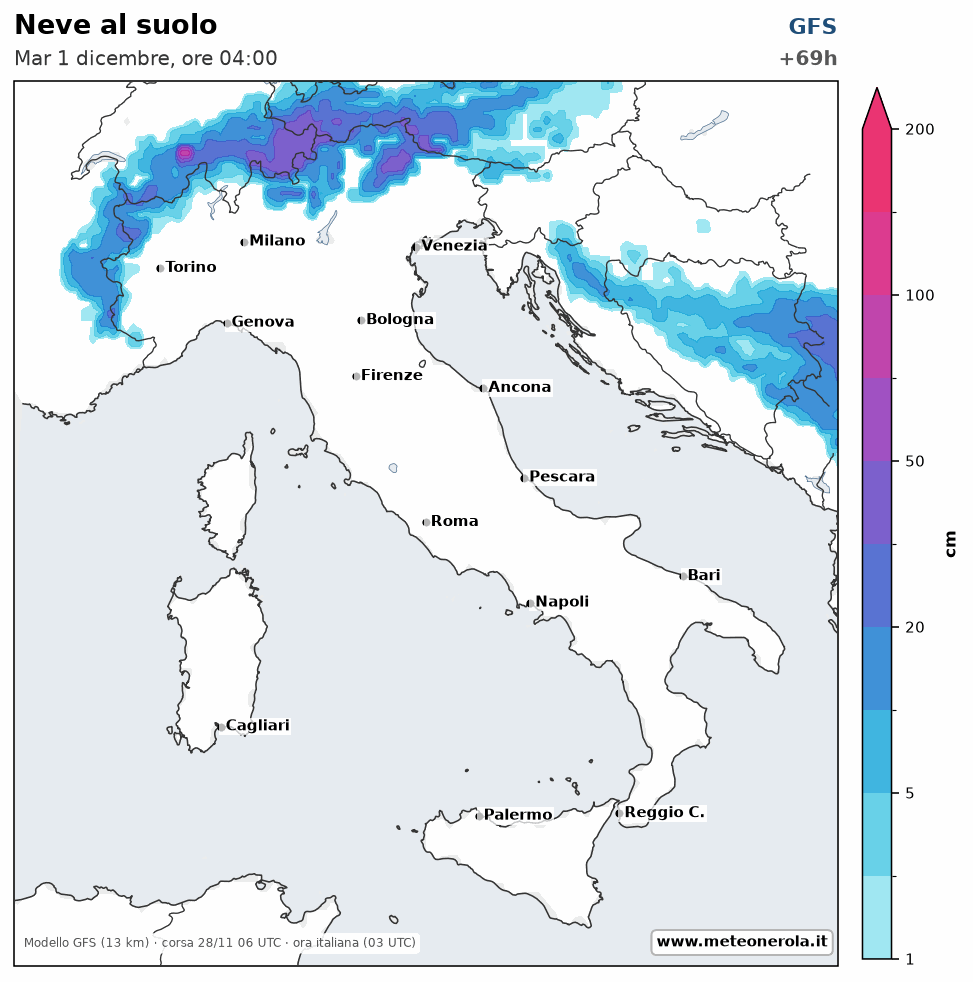 Neve al suolo
GFS
Mar 1 dicembre, ore 04:00
+69h
200
Milano
Venezia
Torino
100
Genova
Bologna
Firenze
Ancona
50
Pescara
Roma
cm
Bari
Napoli
20
Cagliari
5
Palermo
Reggio C.
Modello GFS (13 km) · corsa 28/11 06 UTC · ora italiana (03 UTC)
www.meteonerola.it
1